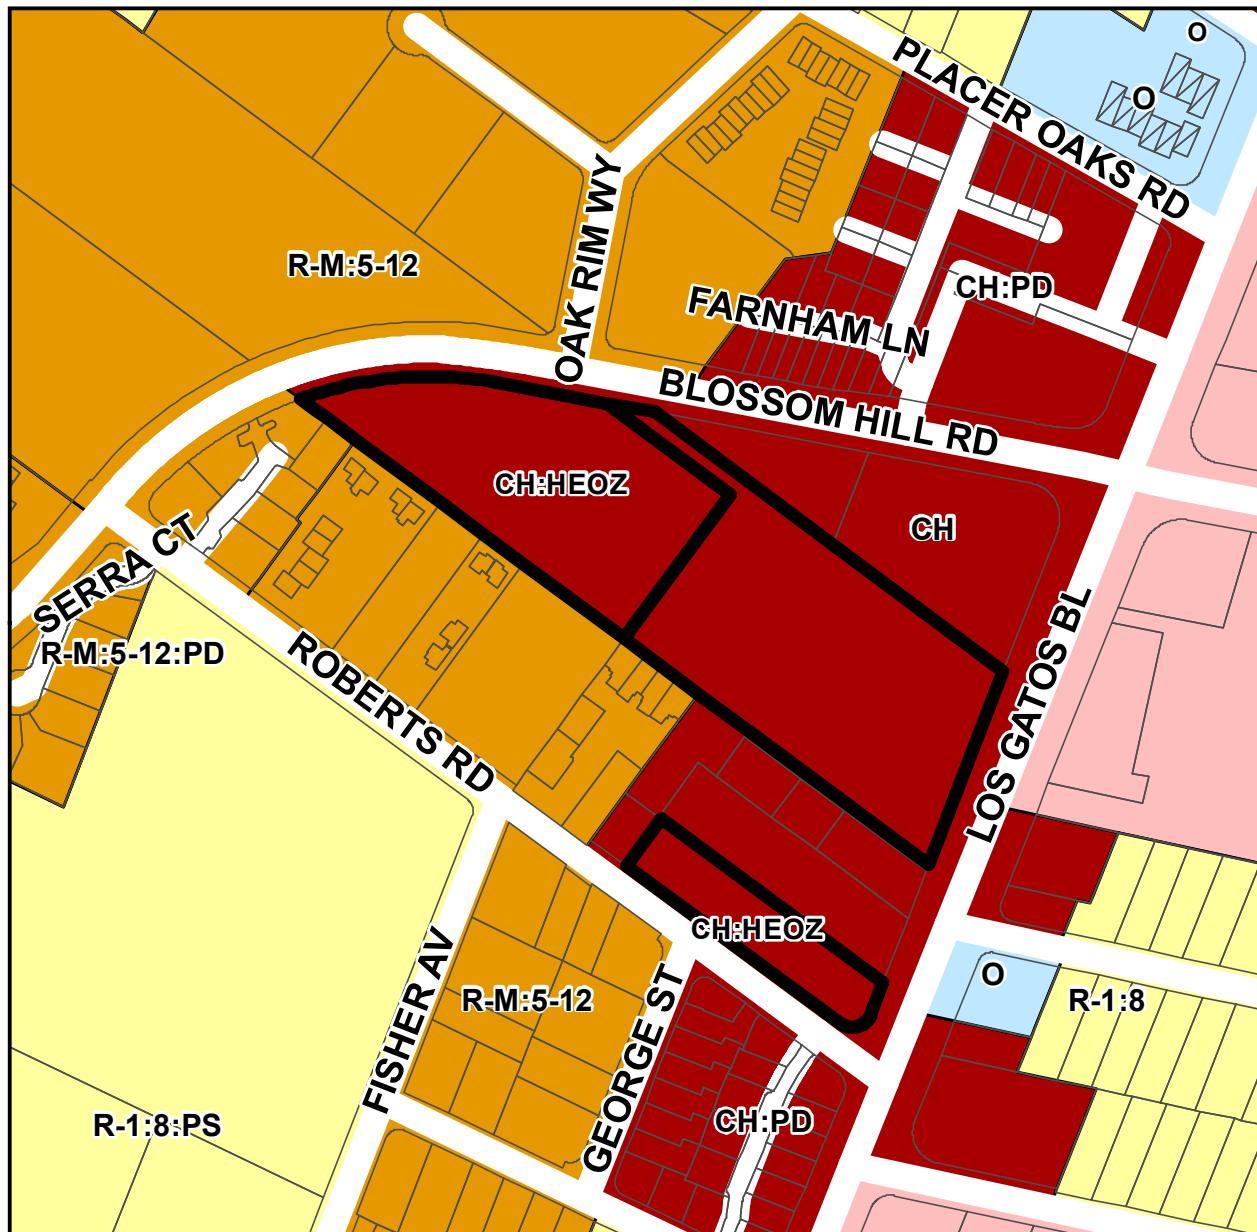 O
PLACER OAKS RD
O
OAK RIM WY
R-M:5-12
CH:PD
FARNHAM LN
BLOSSOM HILL RD
CH:HEOZ
CH
SERRA CT
LOS GATOS BL
R-M:5-12:PD
ROBERTS RD
CH:HEOZ
FISHER AV
O
R-M:5-12
R-1:8
GEORGE ST
R-1:8:PS
CH:PD